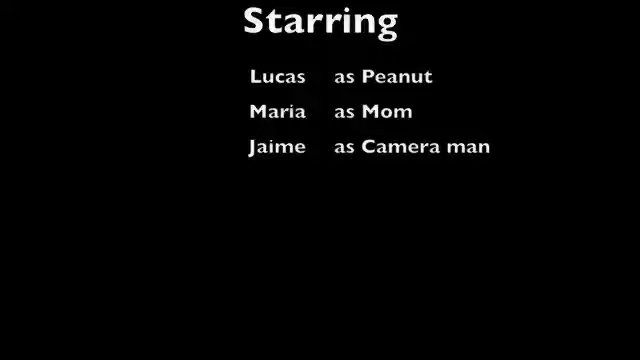 Starring
Lucas as Peanut
Maria as Mom
Jaime as Camera man